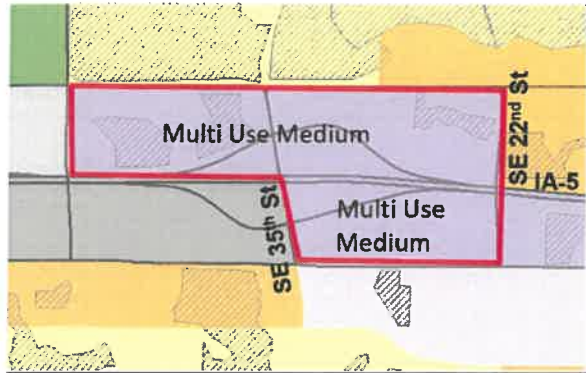 Multi Use Medium
SE 22nd St
IA-5
SE 35th St
Multi Use
Medium